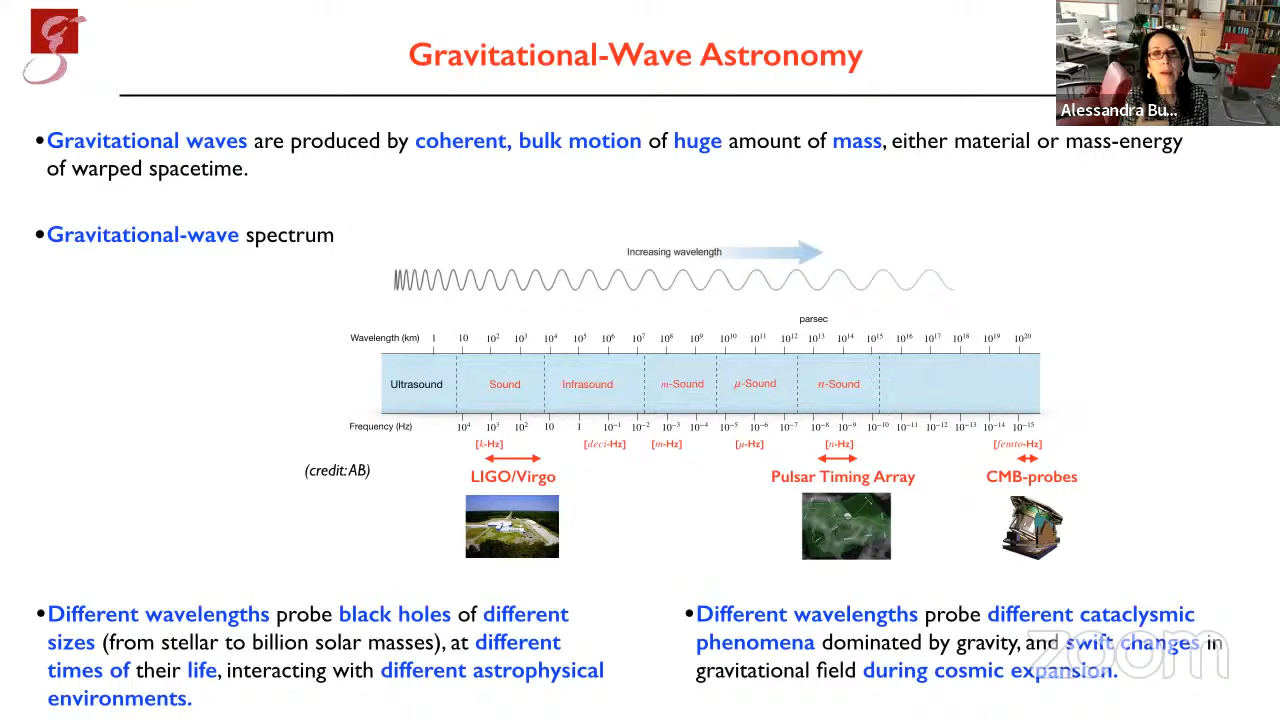 Gravitational-Wave Astronomy
Alessandra Bu...
•Gravitational waves are produced by coherent, bulk motion of huge amount of mass, either material or mass-energy
of warped spacetime.
•Gravitational-wave spectrum
Increasing wavelength
parsec
Wavelength (km) 1 10 10² 10³ 10⁴ 10⁵ 10⁶ 10⁷ 10⁸ 10⁹ 10¹⁰ 10¹¹ 10¹² 10¹³ 10¹⁴ 10¹⁵ 10¹⁶ 10¹⁷ 10¹⁸ 10¹⁹ 10²⁰
Ultrasound Sound Infrasound m-Sound μ-Sound n-Sound
Frequency (Hz) 10⁴ 10³ 10² 10 1 10⁻¹ 10⁻² 10⁻³ 10⁻⁴ 10⁻⁵ 10⁻⁶ 10⁻⁷ 10⁻⁸ 10⁻⁹ 10⁻¹⁰ 10⁻¹¹ 10⁻¹² 10⁻¹³ 10⁻¹⁴ 10⁻¹⁵
[k-Hz] [deci-Hz] [m-Hz] [μ-Hz] [n-Hz] [femto-Hz]
(credit: AB)
LIGO/Virgo Pulsar Timing Array CMB-probes
•Different wavelengths probe black holes of different
sizes (from stellar to billion solar masses), at different
times of their life, interacting with different astrophysical
environments.
•Different wavelengths probe different cataclysmic
phenomena dominated by gravity, and swift changes in
gravitational field during cosmic expansion.
zoom